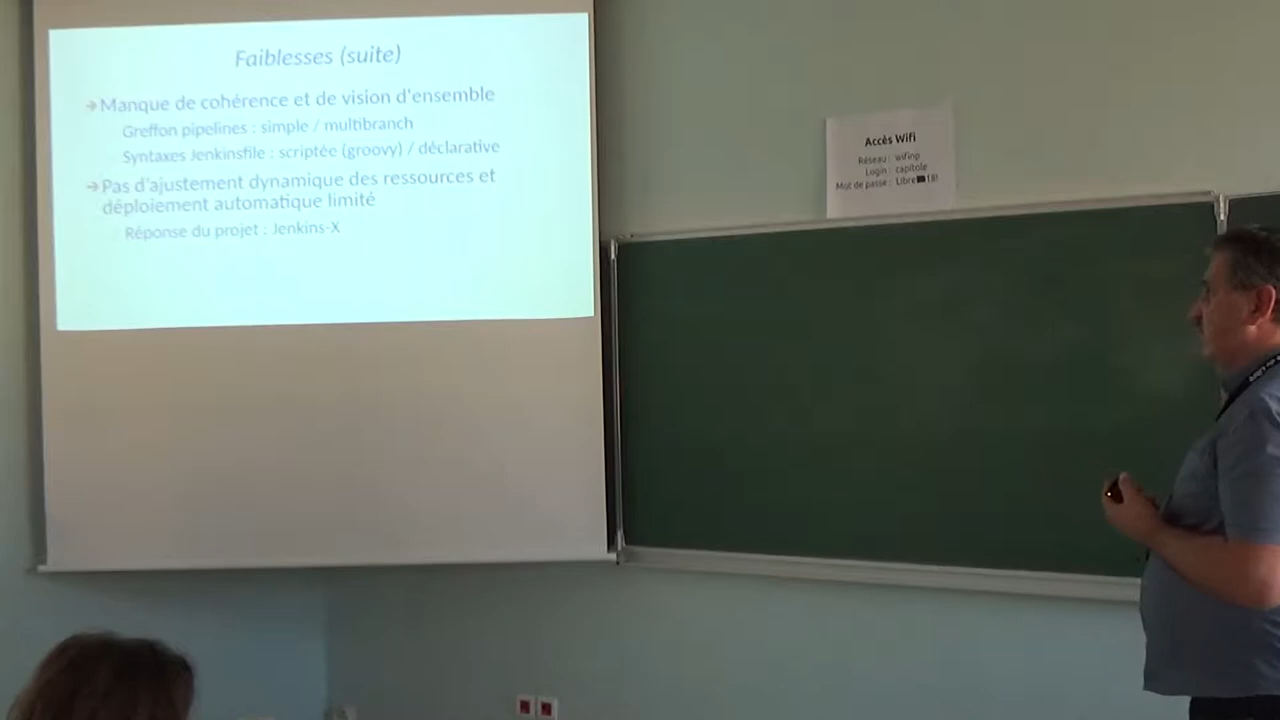 Faiblesses (suite)
Manque de cohérence et de vision d'ensemble
Greffon pipelines : simple / multibranch
Syntaxes Jenkinsfile : scriptée (groovy) / déclarative
Pas d'ajustement dynamique des ressources et
déploiement automatique limité
Réponse du projet : Jenkins-X
Accès Wifi
Réseau : wifinp
Login : capitole
Mot de passe :